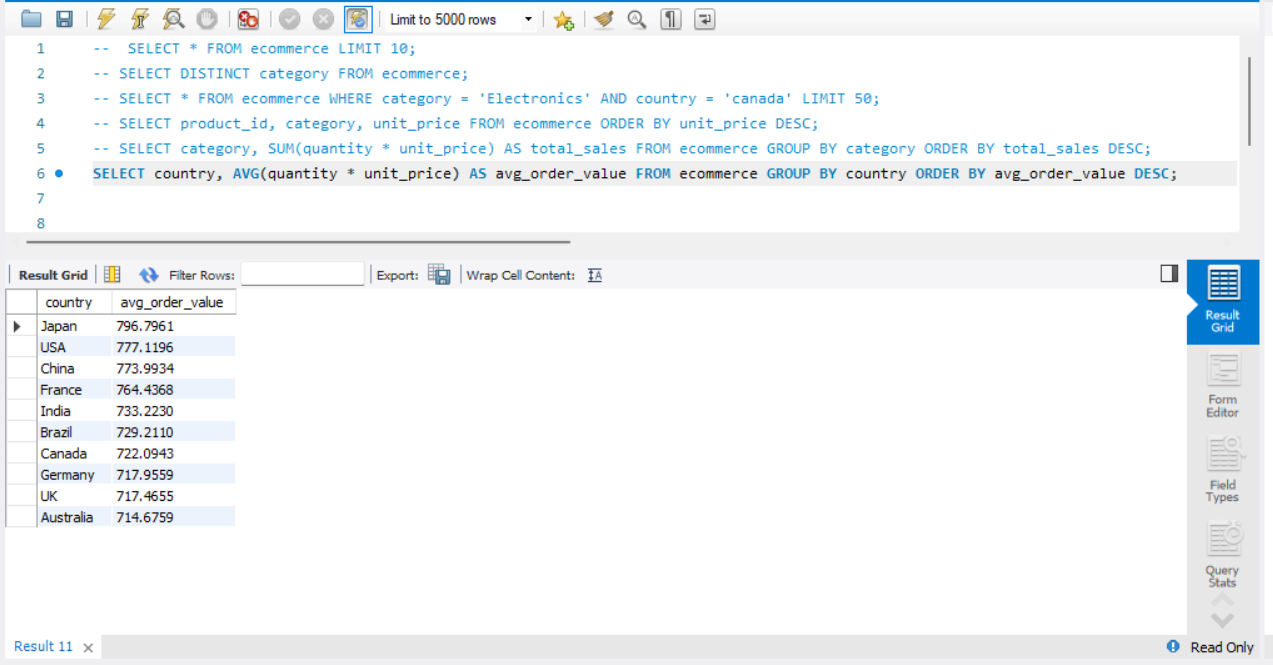 Limit to 5000 rows
1 -- SELECT * FROM ecommerce LIMIT 10;
2 -- SELECT DISTINCT category FROM ecommerce;
3 -- SELECT * FROM ecommerce WHERE category = 'Electronics' AND country = 'canada' LIMIT 50;
4 -- SELECT product_id, category, unit_price FROM ecommerce ORDER BY unit_price DESC;
5 -- SELECT category, SUM(quantity * unit_price) AS total_sales FROM ecommerce GROUP BY category ORDER BY total_sales DESC;
6 SELECT country, AVG(quantity * unit_price) AS avg_order_value FROM ecommerce GROUP BY country ORDER BY avg_order_value DESC;
7
8
Result Grid Filter Rows: Export: Wrap Cell Content: IA
country avg_order_value
Japan 796.7961
USA 777.1196
China 773.9934
France 764.4368
India 733.2230
Brazil 729.2110
Canada 722.0943
Germany 717.9559
UK 717.4655
Australia 714.6759
Result
Grid
Form
Editor
Field
Types
Query
Stats
Result 11
Read Only